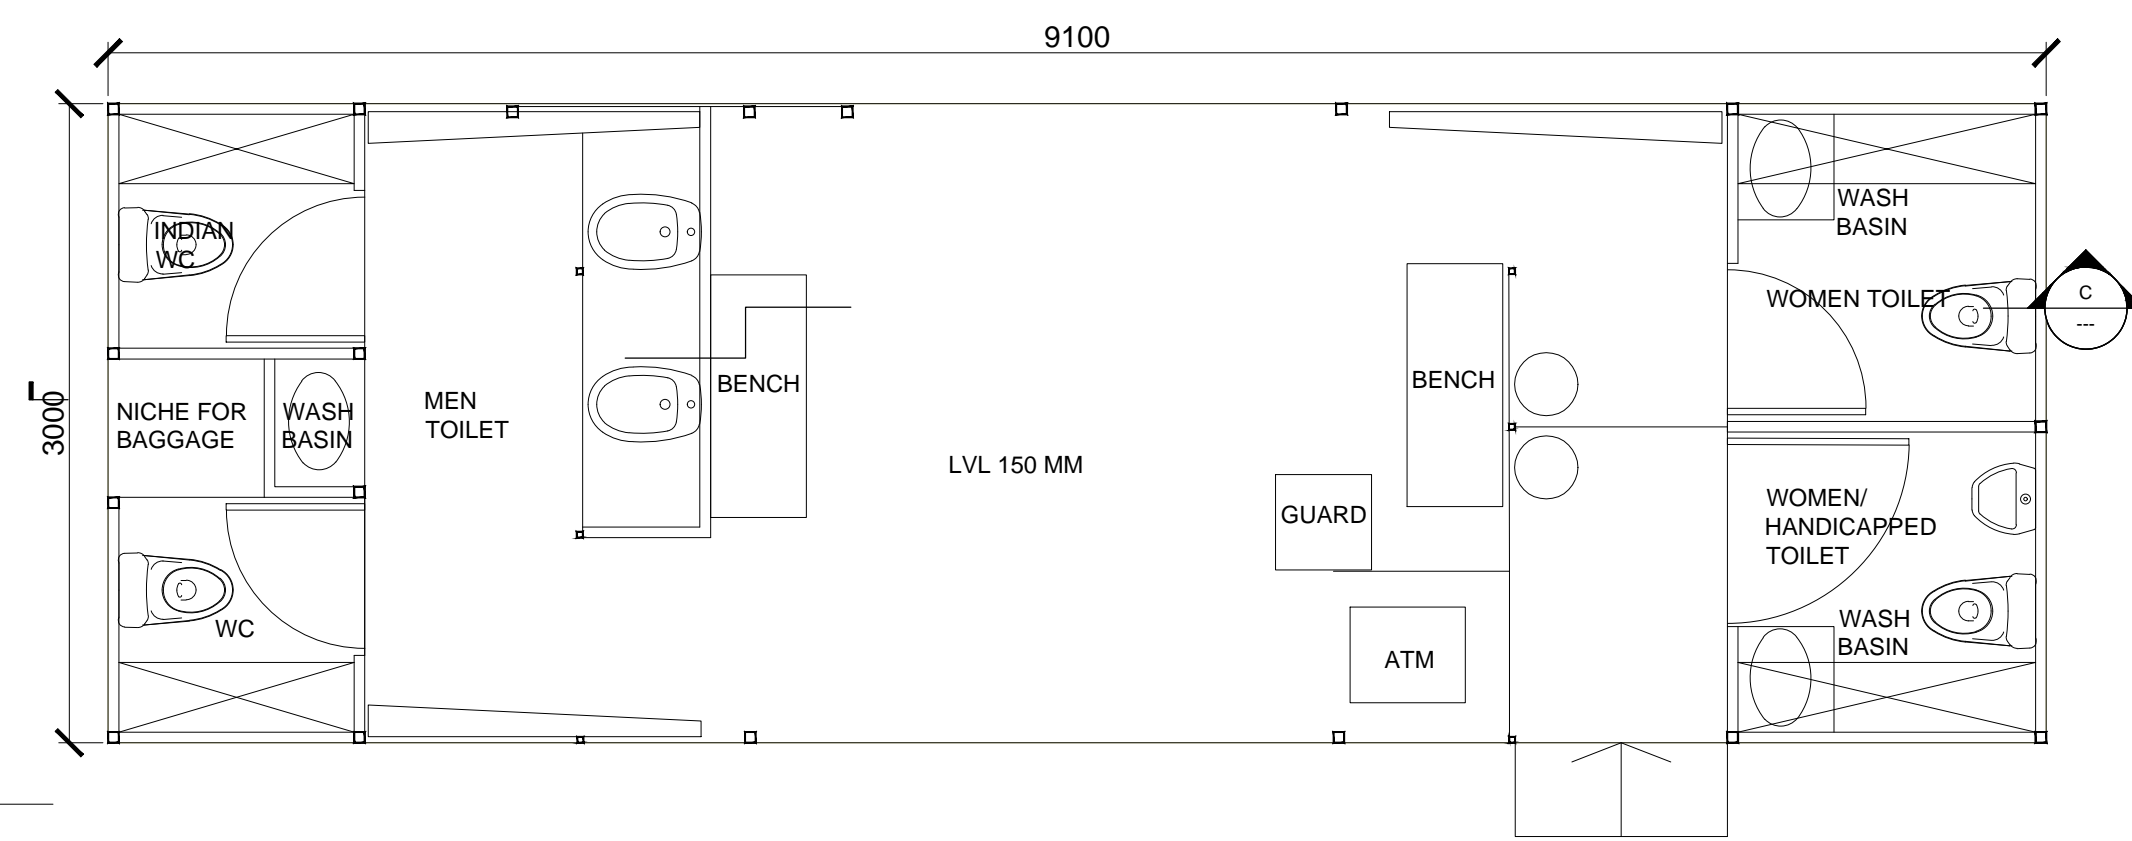 9100
3000
INDIAN
WC
NICHE FOR
BAGGAGE
WASH
BASIN
WC
MEN
TOILET
BENCH
LVL 150 MM
BENCH
GUARD
ATM
WASH
BASIN
WOMEN TOILET
C
---
WOMEN/
HANDICAPPED
TOILET
WASH
BASIN